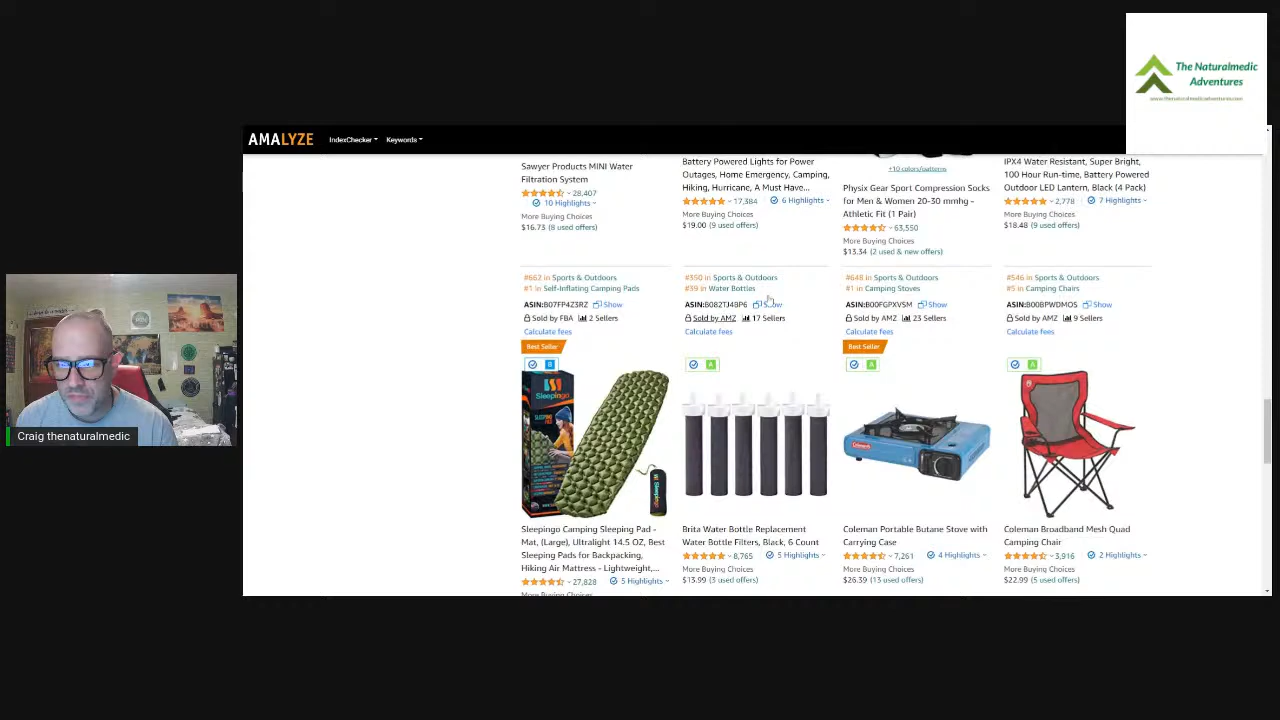 The Naturalmedic
Adventures
www.thenaturalmedicadventures.com
AMALYZE
IndexChecker
Keywords
Sawyer Products MINI Water
Filtration System
28,407
10 Highlights
More Buying Choices
$16.73 (8 used offers)
Battery Powered Lights for Power
Outages, Home Emergency, Camping,
Hiking, Hurricane, A Must Have...
17,384
6 Highlights
More Buying Choices
$19.00 (9 used offers)
+10 colors/patterns
Physix Gear Sport Compression Socks
for Men & Women 20-30 mmhg -
Athletic Fit (1 Pair)
63,550
More Buying Choices
$13.34 (2 used & new offers)
IPX4 Water Resistant, Super Bright,
100 Hour Run-time, Battery Powered
Outdoor LED Lantern, Black (4 Pack)
2,778
7 Highlights
More Buying Choices
$18.48 (9 used offers)
#662 in Sports & Outdoors
#1 in Self-Inflating Camping Pads
ASIN:B07FP4Z3RZ Show
Sold by FBA 2 Sellers
Calculate fees
Best Seller
B
Sleepingo
Sleepingo Camping Sleeping Pad -
Mat, (Large), Ultralight 14.5 OZ, Best
Sleeping Pads for Backpacking,
Hiking Air Mattress - Lightweight,...
27,828
5 Highlights
More Buying Choices
#350 in Sports & Outdoors
#39 in Water Bottles
ASIN:B082TJ48P6 Show
Sold by AMZ 17 Sellers
Calculate fees
A
Brita Water Bottle Replacement
Water Bottle Filters, Black, 6 Count
8,765
5 Highlights
More Buying Choices
$13.99 (3 used offers)
#648 in Sports & Outdoors
#1 in Camping Stoves
ASIN:B00FGPXVSM Show
Sold by AMZ 23 Sellers
Calculate fees
Best Seller
A
Coleman Portable Butane Stove with
Carrying Case
7,261
4 Highlights
More Buying Choices
$26.39 (13 used offers)
#546 in Sports & Outdoors
#5 in Camping Chairs
ASIN:B00BPWDMOS Show
Sold by AMZ 9 Sellers
Calculate fees
A
Coleman Broadband Mesh Quad
Camping Chair
3,916
2 Highlights
More Buying Choices
$22.99 (5 used offers)
Craig thenaturalmedic